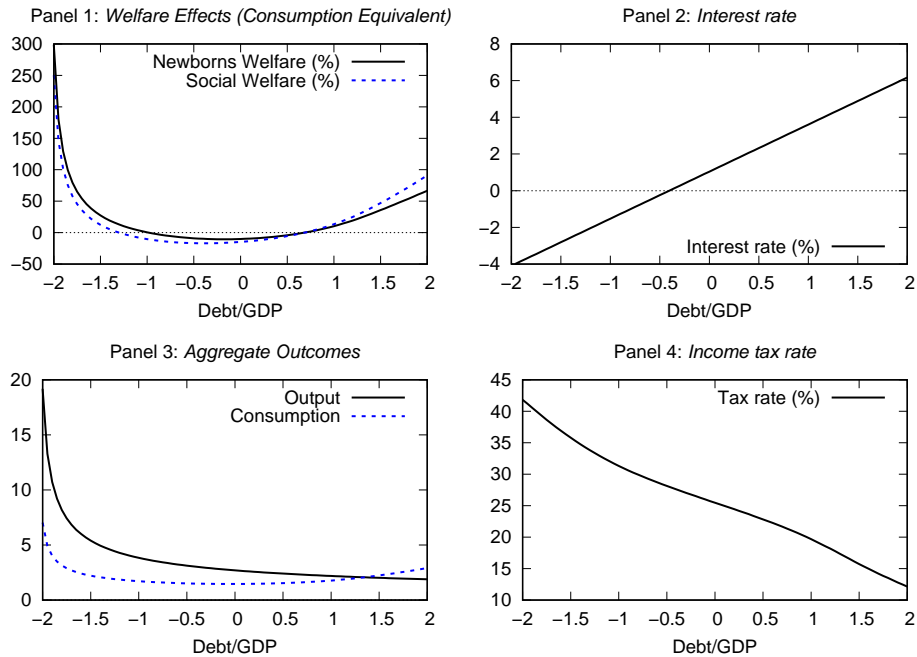 Panel 1: Welfare Effects (Consumption Equivalent)
300
250
200
150
100
50
0
−50
Newborns Welfare (%)
Social Welfare (%)
−2 −1.5 −1 −0.5 0 0.5 1 1.5 2
Debt/GDP
Panel 2: Interest rate
8
6
4
2
0
−2
−4
Interest rate (%)
−2 −1.5 −1 −0.5 0 0.5 1 1.5 2
Debt/GDP
Panel 3: Aggregate Outcomes
20
15
10
5
0
Output
Consumption
−2 −1.5 −1 −0.5 0 0.5 1 1.5 2
Debt/GDP
Panel 4: Income tax rate
45
40
35
30
25
20
15
10
Tax rate (%)
−2 −1.5 −1 −0.5 0 0.5 1 1.5 2
Debt/GDP